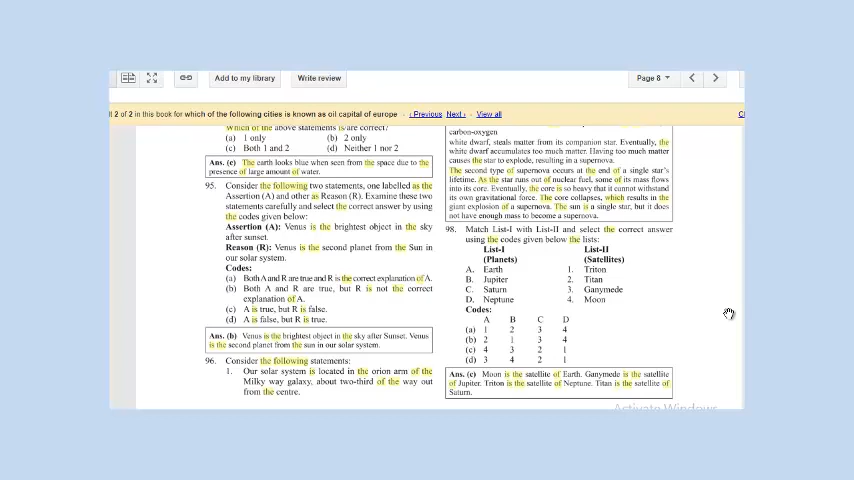 Add to my library
Write review
Page 8
lt 2 of 2 in this book for which of the following cities is known as oil capital of europe - ‹ Previous Next › - View all
Cl
Which of the above statements is/are correct?
(a) 1 only (b) 2 only
(c) Both 1 and 2 (d) Neither 1 nor 2
Ans. (c) The earth looks blue when seen from the space due to the
presence of large amount of water.
95. Consider the following two statements, one labelled as the
Assertion (A) and other as Reason (R). Examine these two
statements carefully and select the correct answer by using
the codes given below:
Assertion (A): Venus is the brightest object in the sky
after sunset.
Reason (R): Venus is the second planet from the Sun in
our solar system.
Codes:
(a) Both A and R are true and R is the correct explanation of A.
(b) Both A and R are true, but R is not the correct
explanation of A.
(c) A is true, but R is false.
(d) A is false, but R is true.
Ans. (b) Venus is the brightest object in the sky after Sunset. Venus
is the second planet from the sun in our solar system.
96. Consider the following statements:
1. Our solar system is located in the orion arm of the
Milky way galaxy, about two-third of the way out
from the centre.
carbon-oxygen
white dwarf, steals matter from its companion star. Eventually, the
white dwarf accumulates too much matter. Having too much matter
causes the star to explode, resulting in a supernova.
The second type of supernova occurs at the end of a single star's
lifetime. As the star runs out of nuclear fuel, some of its mass flows
into its core. Eventually, the core is so heavy that it cannot withstand
its own gravitational force. The core collapses, which results in the
giant explosion of a supernova. The sun is a single star, but it does
not have enough mass to become a supernova.
98. Match List-I with List-II and select the correct answer
using the codes given below the lists:
List-I List-II
(Planets) (Satellites)
A. Earth 1. Triton
B. Jupiter 2. Titan
C. Saturn 3. Ganymede
D. Neptune 4. Moon
Codes:
A B C D
(a) 1 2 3 4
(b) 2 1 3 4
(c) 4 3 2 1
(d) 3 4 2 1
Ans. (c) Moon is the satellite of Earth. Ganymede is the satellite
of Jupiter. Triton is the satellite of Neptune. Titan is the satellite of
Saturn.
Activate Windows